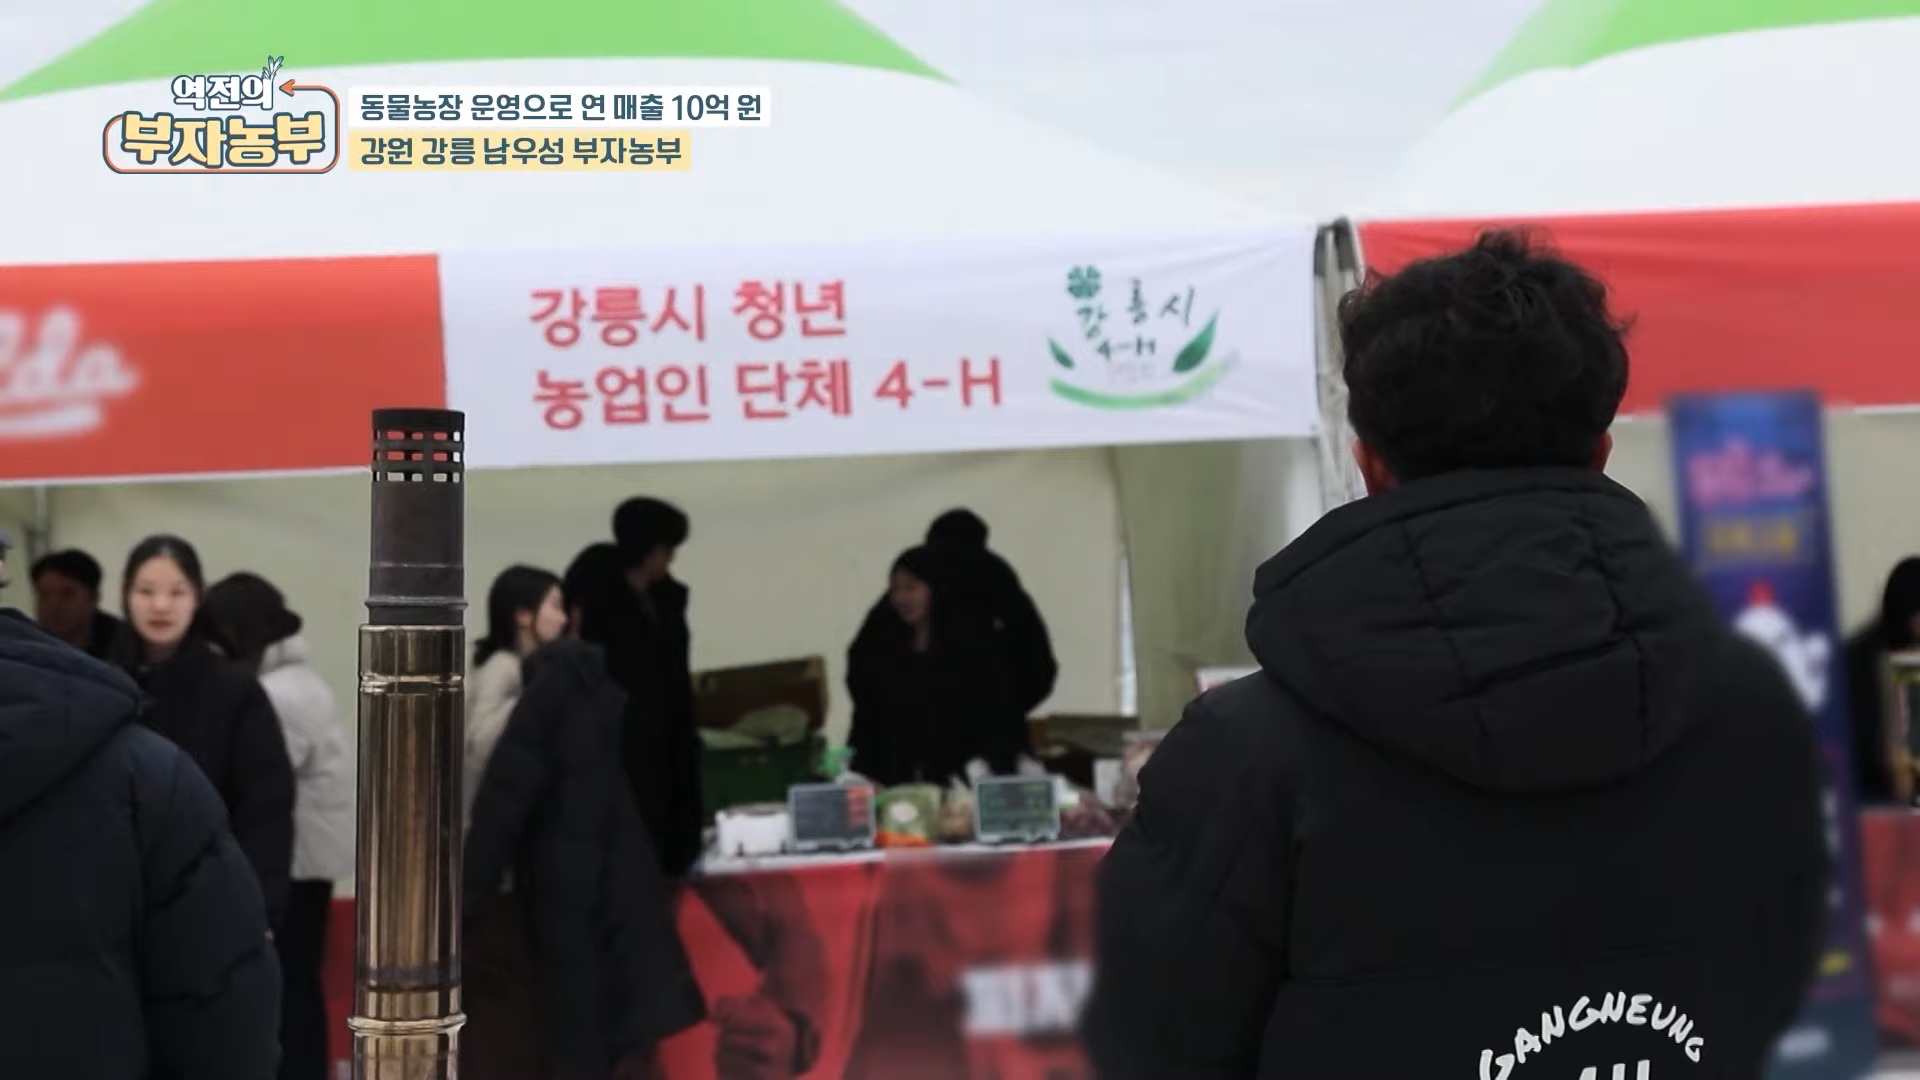 역전의
부자농부
동물농장 운영으로 연 매출 10억 원
강원 강릉 남우성 부자농부
강릉시 청년
농업인 단체 4-H
강릉시
4-H
GANGNEUNG